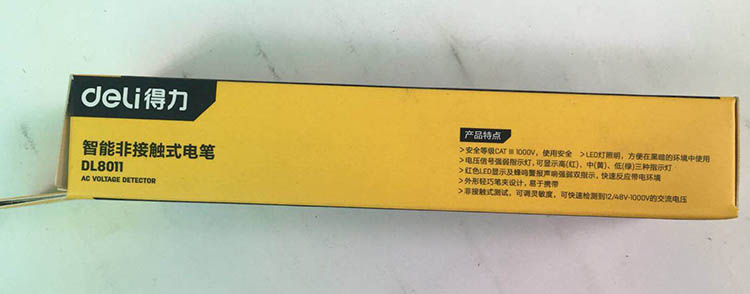 deli得力
智能非接触式电笔
DL8011
AC VOLTAGE DETECTOR
产品特点
>安全等级CAT Ⅲ 1000V，使用安全 >LED灯照明，方便在黑暗的环境中使用
>电压信号强弱指示灯，可显示高(红)、中(黄)、低(绿)三种指示灯
>红色LED显示及蜂鸣警报声响强弱双指示，快速反应带电环境
>外形轻巧笔夹设计，易于携带
>非接触式测试，可调灵敏度，可快速检测到12/48V-1000V的交流电压